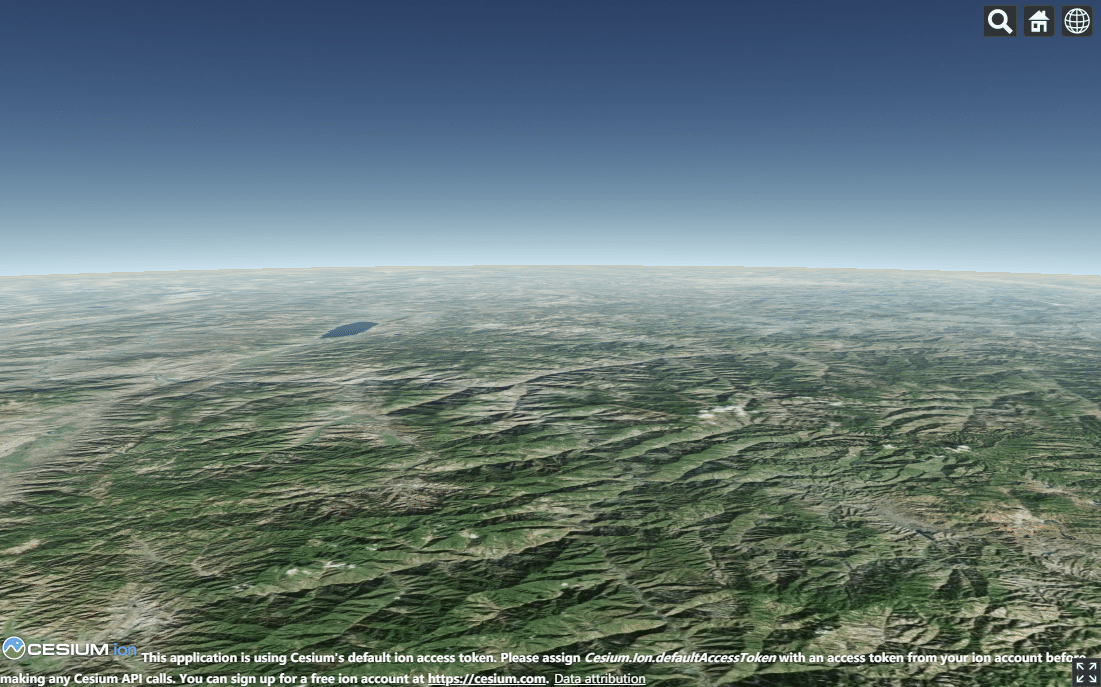 CESIUM ion This application is using Cesium's default ion access token. Please assign Cesium.Ion.defaultAccessToken with an access token from your ion account before
making any Cesium API calls. You can sign up for a free ion account at https://cesium.com. Data attribution